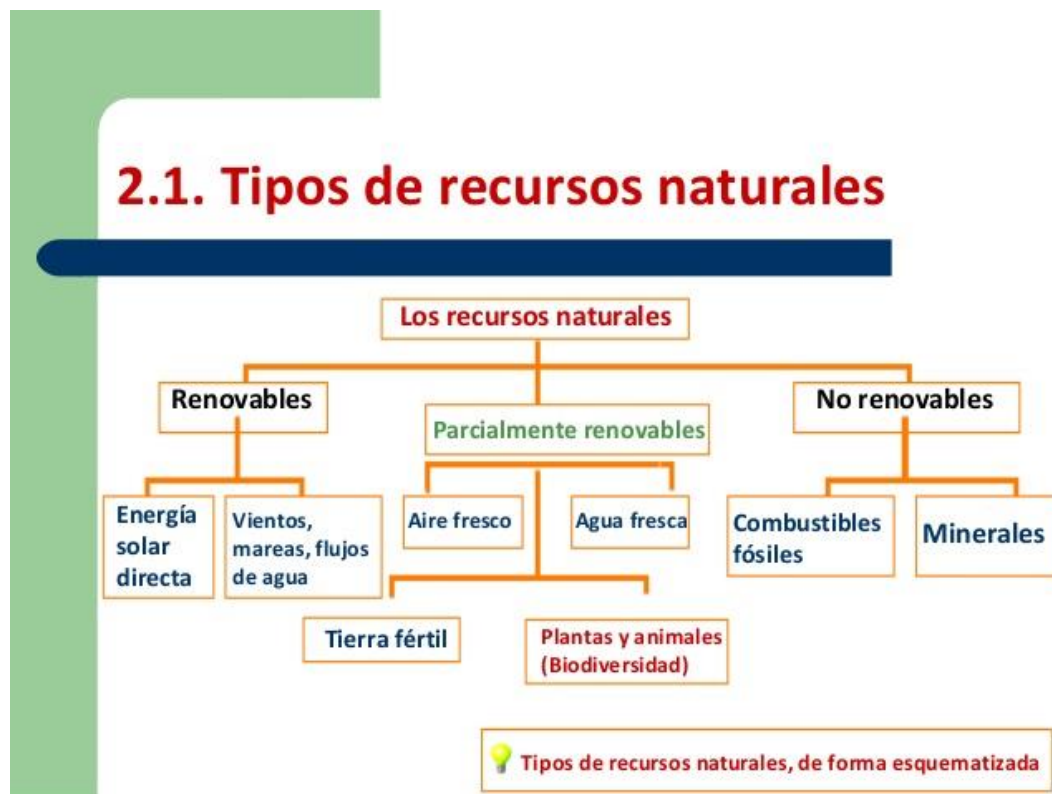 2.1. Tipos de recursos naturales
Los recursos naturales
Renovables
Parcialmente renovables
No renovables
Energía
solar
directa
Vientos,
mareas, flujos
de agua
Aire fresco
Agua fresca
Combustibles
fósiles
Minerales
Tierra fértil
Plantas y animales
(Biodiversidad)
Tipos de recursos naturales, de forma esquematizada